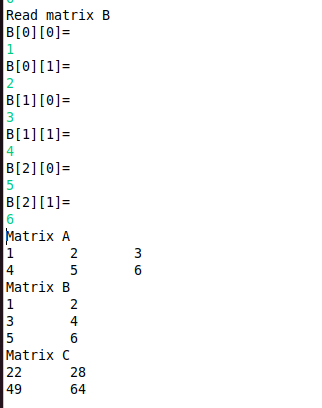 Read matrix B
B[0][0]=
1
B[0][1]=
2
B[1][0]=
3
B[1][1]=
4
B[2][0]=
5
B[2][1]=
6
Matrix A
1 2 3
4 5 6
Matrix B
1 2
3 4
5 6
Matrix C
22 28
49 64